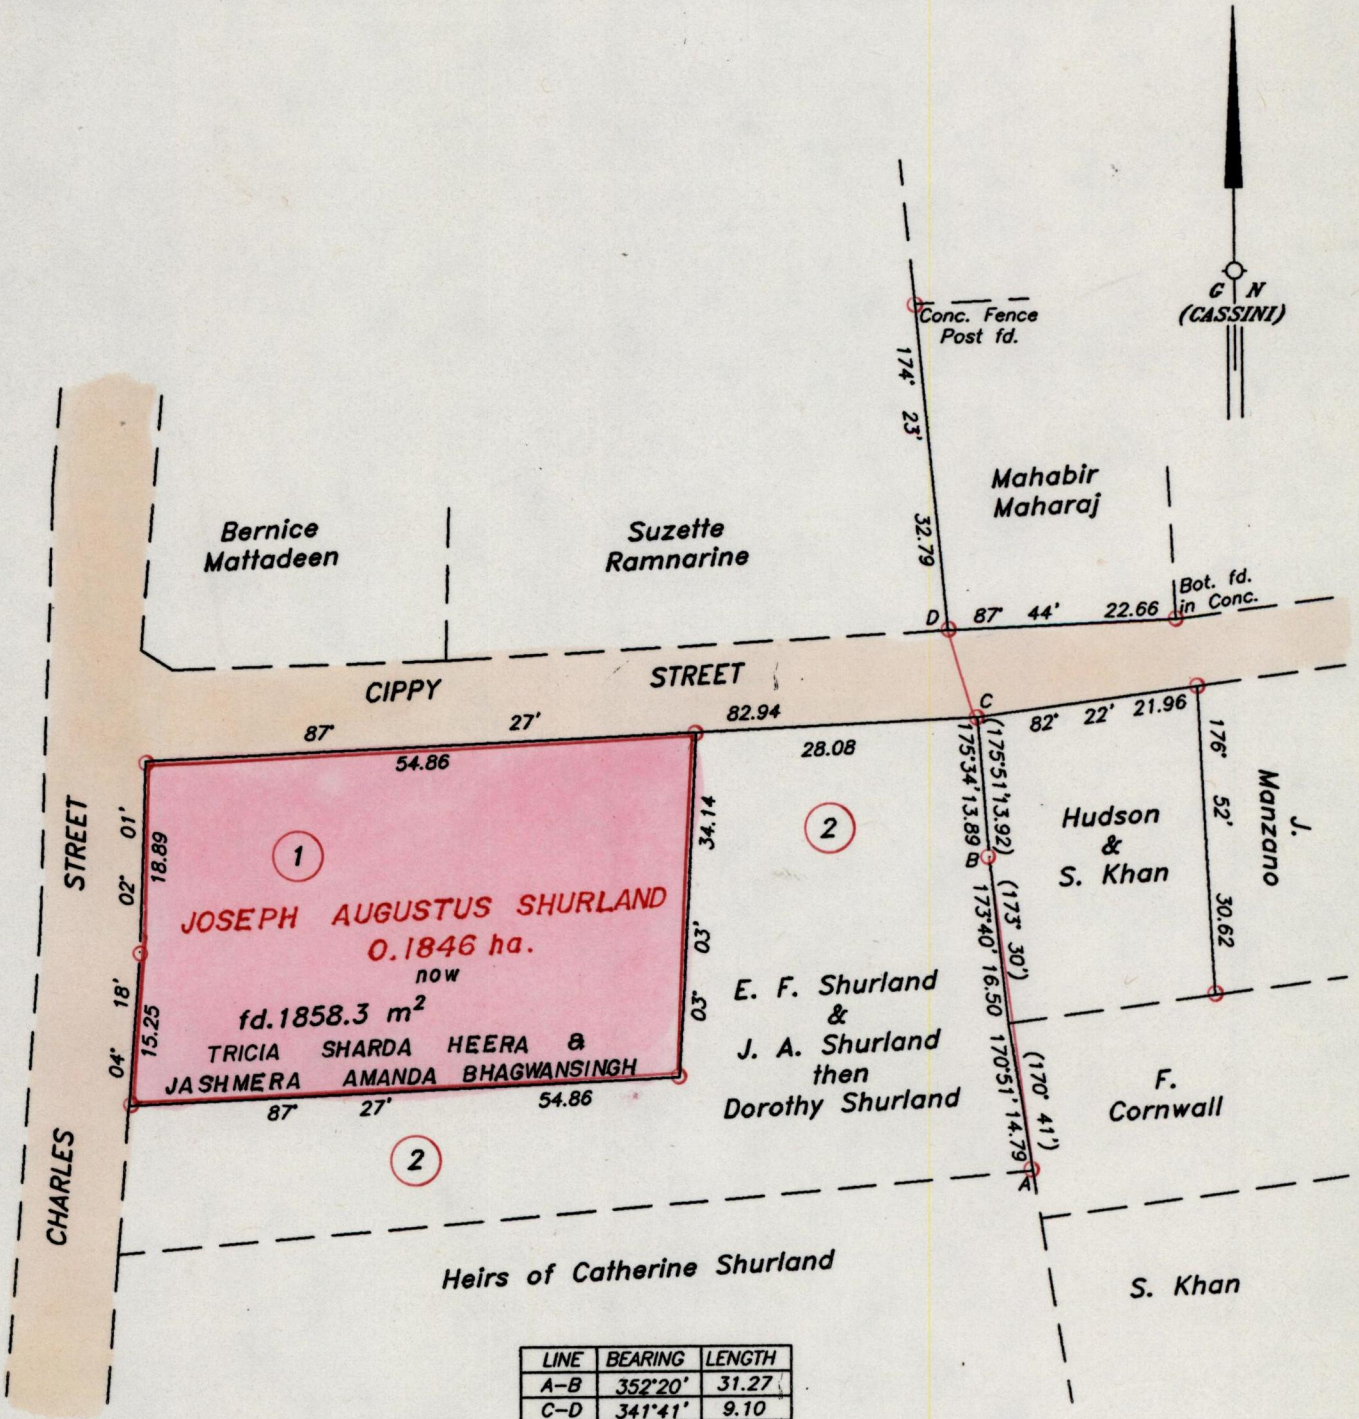 G N
(CASSINI)
Conc. Fence
Post fd.
174° 23'
32.79
Mahabir
Maharaj
Bernice
Mattadeen
Suzette
Ramnarine
Bot. fd.
in Conc.
D 87° 44' 22.66
CIPPY STREET
C
87° 27' 82.94
82° 22' 21.96
54.86
28.08
STREET
02° 01'
18.89
34.14
03° 03'
175°34' 13.89
(175°51' 13.92)
176° 52'
30.62
J.
Manzano
1
2
Hudson
&
S. Khan
B
JOSEPH AUGUSTUS SHURLAND
0.1846 ha.
now
fd. 1858.3 m²
TRICIA SHARDA HEERA &
JASHMERA AMANDA BHAGWANSINGH
04° 18'
15.25
173°40' 16.50
(173° 30')
170°51' 14.79
(170° 41')
E. F. Shurland
&
J. A. Shurland
then
Dorothy Shurland
F.
Cornwall
87° 27' 54.86
CHARLES
2
A
Heirs of Catherine Shurland
S. Khan
LINE BEARING LENGTH
A-B 352°20' 31.27
C-D 341°41' 9.10